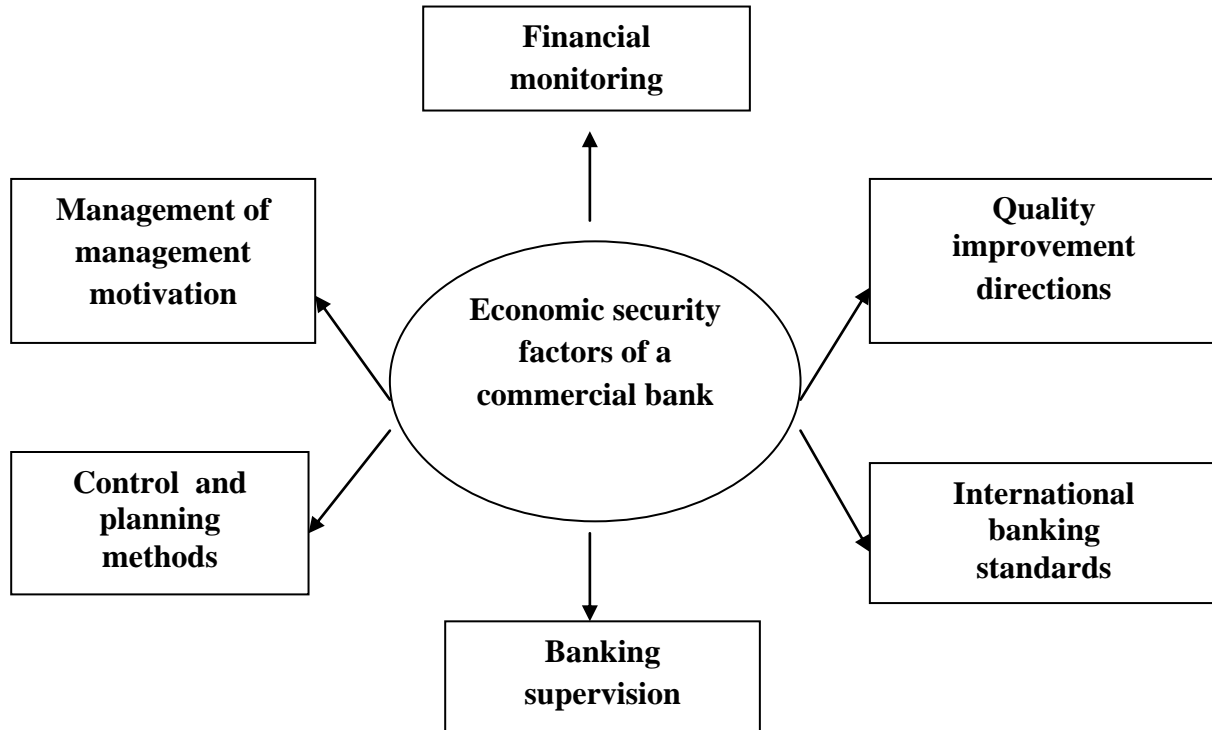 Financial
monitoring
Management of
management
motivation
Quality
improvement
directions
Economic security
factors of a
commercial bank
Control and
planning
methods
International
banking
standards
Banking
supervision